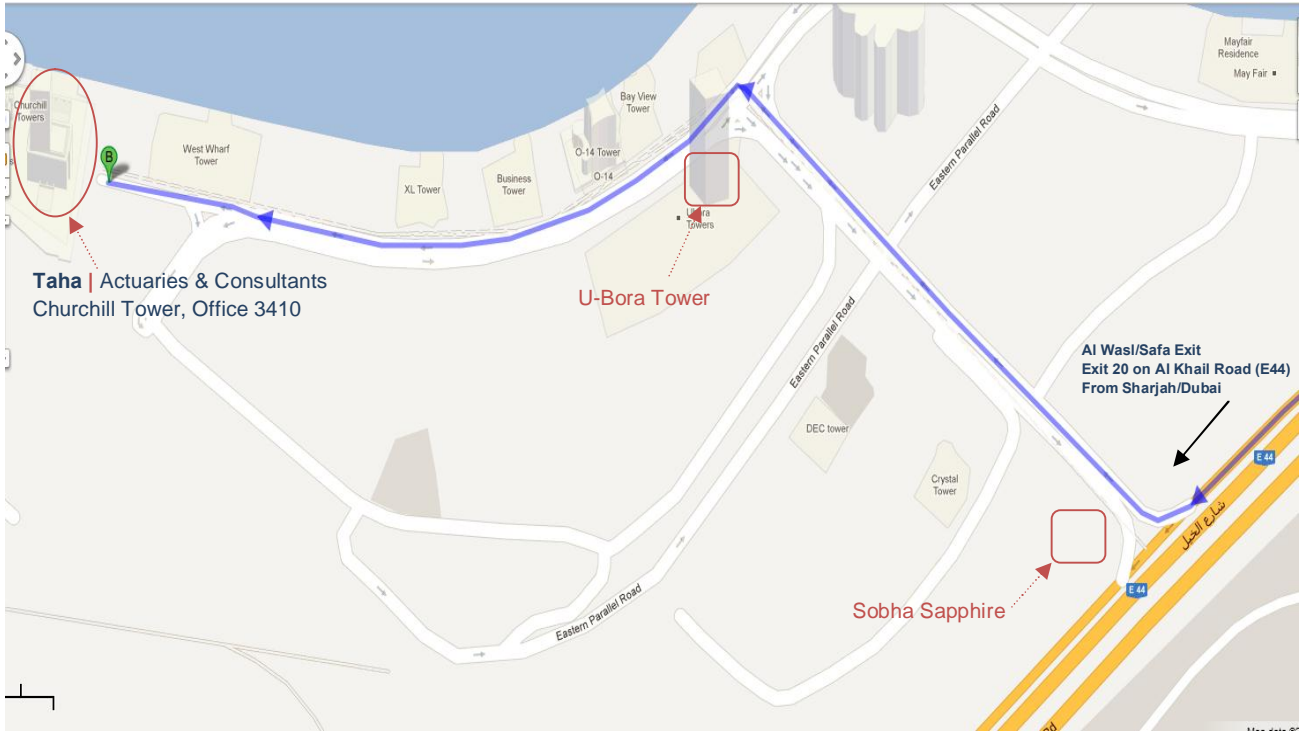 Mayfair
Residence
May Fair
Churchill
Towers
Bay View
Tower
B
West Wharf
Tower
O-14 Tower
O-14
XL Tower
Business
Tower
Eastern Parallel Road
U-Bora
Towers
Taha | Actuaries & Consultants
Churchill Tower, Office 3410
U-Bora Tower
Eastern Parallel Road
Al Wasl/Safa Exit
Exit 20 on Al Khail Road (E44)
From Sharjah/Dubai
DEC tower
E 44
Crystal
Tower
شارع الخيل
E 44
Sobha Sapphire
Eastern Parallel Road